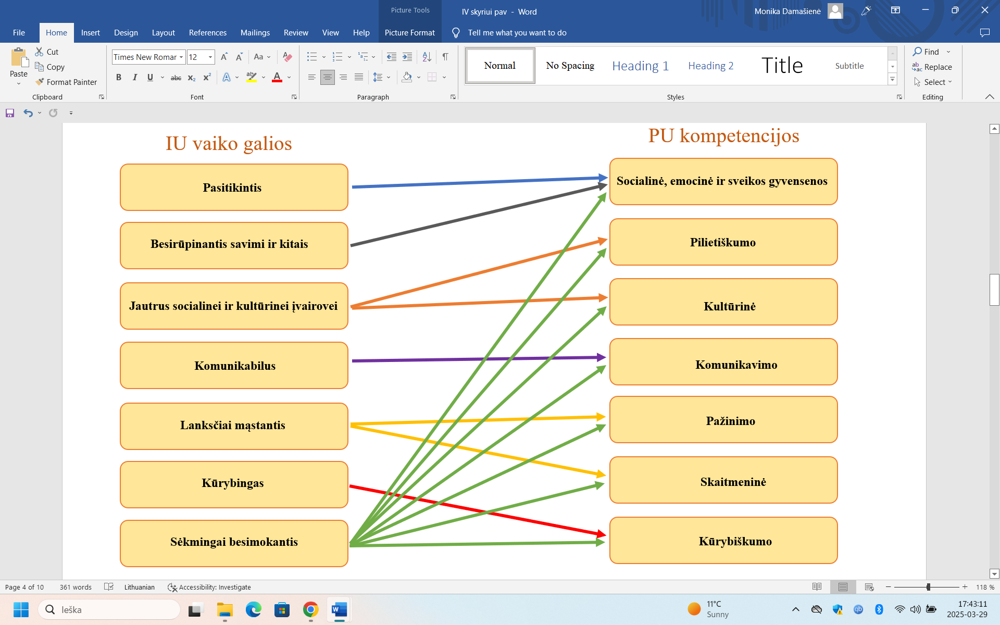 Picture Tools
IV skyriui pav - Word
Monika Damašienė
File Home Insert Design Layout References Mailings Review View Help Picture Format Tell me what you want to do
Paste
Cut
Copy
Format Painter
Clipboard
Times New Romar 12
Aa
B I U abc x₂ x² A ab A
Font
Paragraph
Normal
No Spacing
Heading 1
Heading 2
Title
Subtitle
Styles
Find
Replace
Select
Editing
IU vaiko galios
PU kompetencijos
Pasitikintis
Socialinė, emocinė ir sveikos gyvensenos
Besirūpinantis savimi ir kitais
Pilietiškumo
Jautrus socialinei ir kultūrinei įvairovei
Kultūrinė
Komunikabilus
Komunikavimo
Lanksčiai mąstantis
Pažinimo
Kūrybingas
Skaitmeninė
Sėkmingai besimokantis
Kūrybiškumo
Page 4 of 10 361 words Lithuanian Accessibility: Investigate
118 %
Ieška
11°C
Sunny
17:43:11
2025-03-29